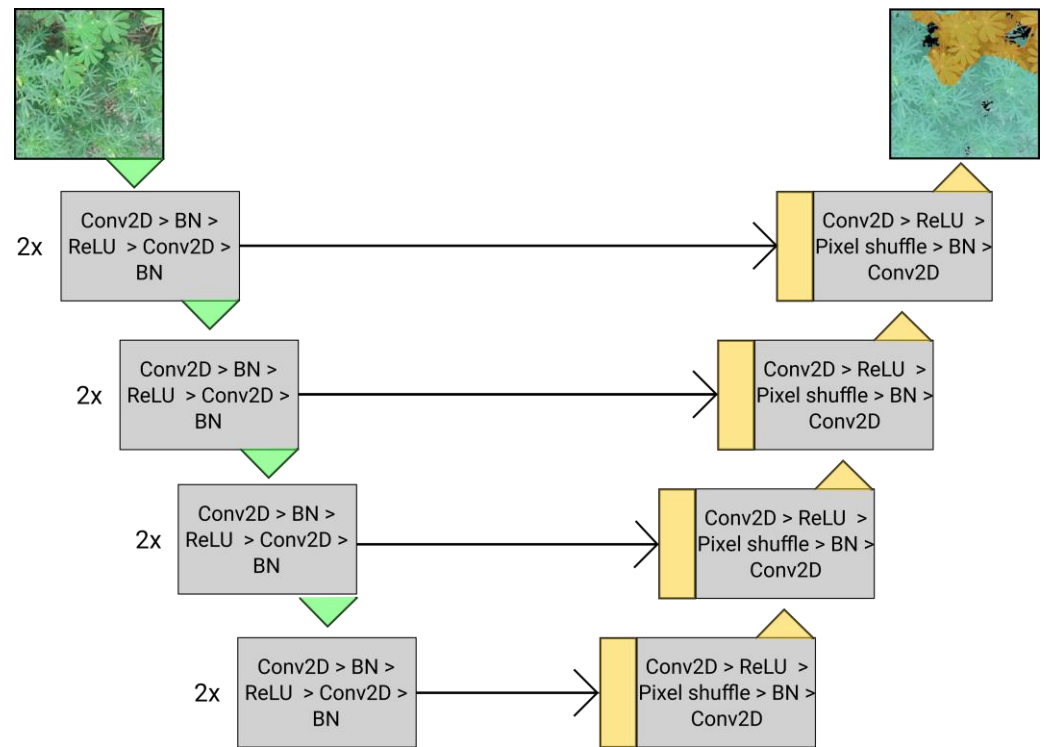 2x
Conv2D > BN >
ReLU > Conv2D >
BN
Conv2D > ReLU >
Pixel shuffle > BN >
Conv2D
2x
Conv2D > BN >
ReLU > Conv2D >
BN
Conv2D > ReLU >
Pixel shuffle > BN >
Conv2D
2x
Conv2D > BN >
ReLU > Conv2D >
BN
Conv2D > ReLU >
Pixel shuffle > BN >
Conv2D
2x
Conv2D > BN >
ReLU > Conv2D >
BN
Conv2D > ReLU >
Pixel shuffle > BN >
Conv2D